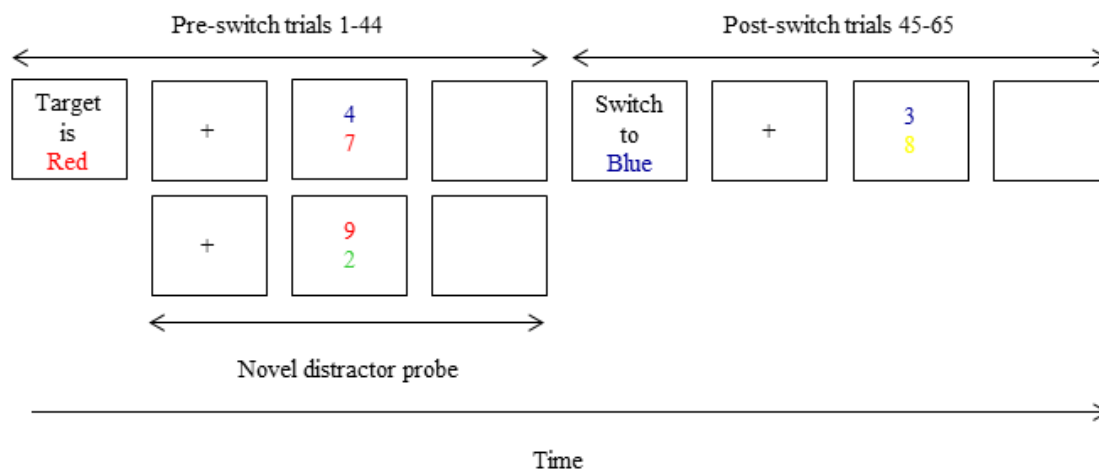 Pre-switch trials 1-44
Post-switch trials 45-65
Target
is
Red
+
4
7
Switch
to
Blue
+
3
8
+
9
2
Novel distractor probe
Time